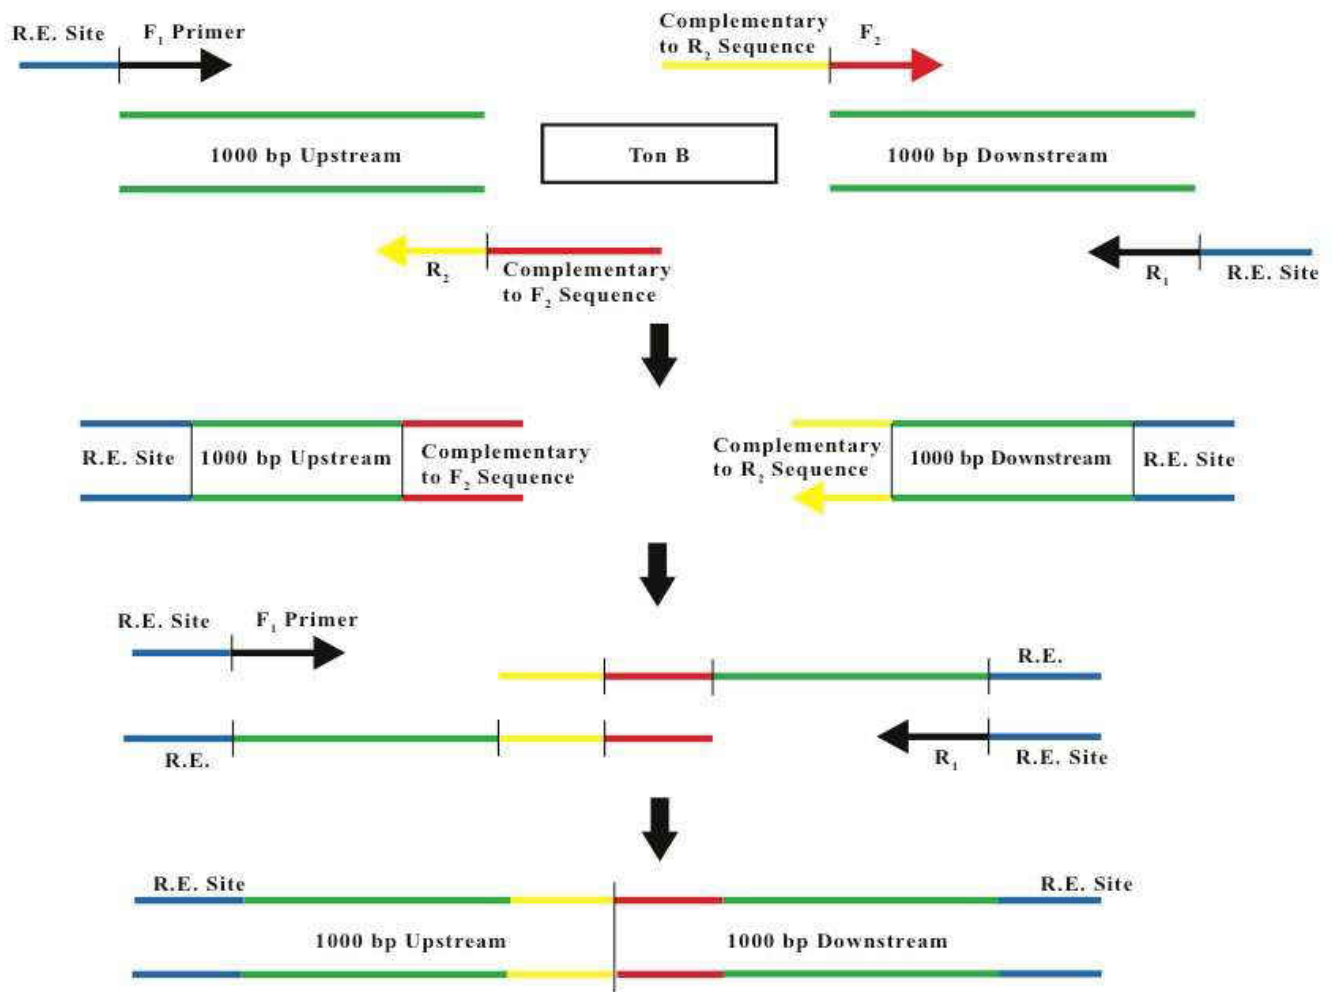 R.E. Site
F1 Primer
Complementary
to R2 Sequence
F2
1000 bp Upstream
Ton B
1000 bp Downstream
R2
Complementary
to F2 Sequence
R1
R.E. Site
R.E. Site
1000 bp Upstream
Complementary
to F2 Sequence
Complementary
to R2 Sequence
1000 bp Downstream
R.E. Site
R.E. Site
F1 Primer
R.E.
R.E.
R1
R.E. Site
R.E. Site
R.E. Site
1000 bp Upstream
1000 bp Downstream